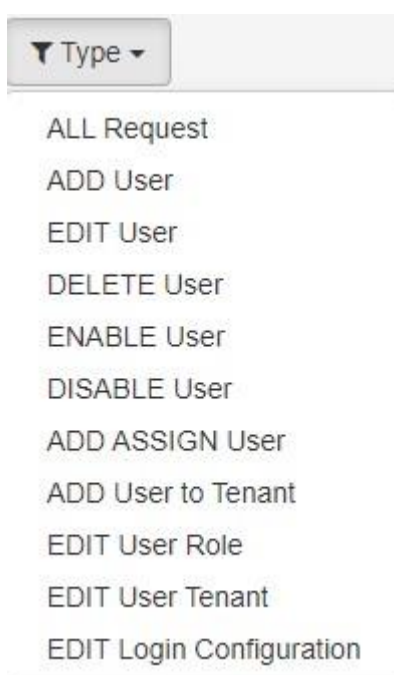 Type
ALL Request
ADD User
EDIT User
DELETE User
ENABLE User
DISABLE User
ADD ASSIGN User
ADD User to Tenant
EDIT User Role
EDIT User Tenant
EDIT Login Configuration